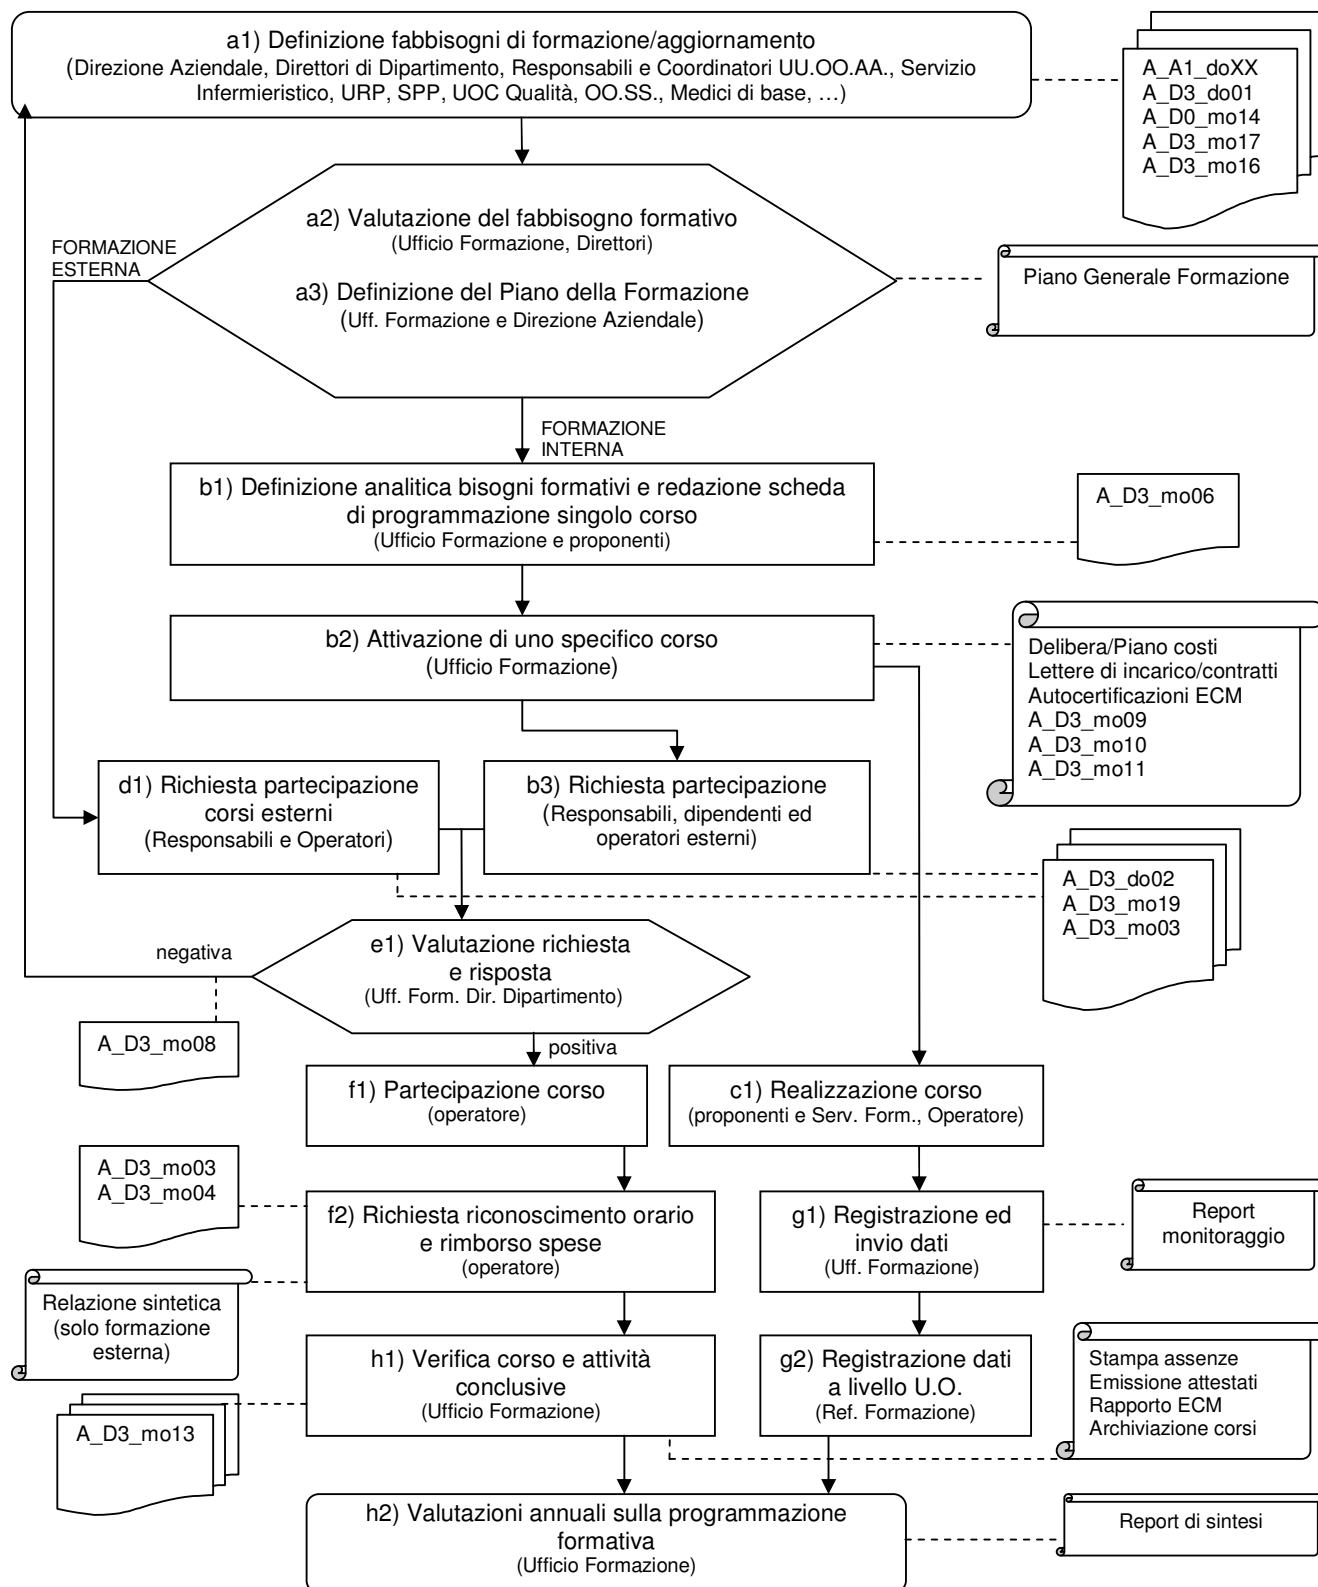 a1) Definizione fabbisogni di formazione/aggiornamento
(Direzione Aziendale, Direttori di Dipartimento, Responsabili e Coordinatori UU.OO.AA., Servizio
Infermieristico, URP, SPP, UOC Qualità, OO.SS., Medici di base, …)
A_A1_doXX
A_D3_do01
A_D0_mo14
A_D3_mo17
A_D3_mo16
a2) Valutazione del fabbisogno formativo
(Ufficio Formazione, Direttori)
FORMAZIONE
ESTERNA
a3) Definizione del Piano della Formazione
(Uff. Formazione e Direzione Aziendale)
Piano Generale Formazione
FORMAZIONE
INTERNA
b1) Definizione analitica bisogni formativi e redazione scheda
di programmazione singolo corso
(Ufficio Formazione e proponenti)
A_D3_mo06
b2) Attivazione di uno specifico corso
(Ufficio Formazione)
Delibera/Piano costi
Lettere di incarico/contratti
Autocertificazioni ECM
A_D3_mo09
A_D3_mo10
A_D3_mo11
d1) Richiesta partecipazione
corsi esterni
(Responsabili e Operatori)
b3) Richiesta partecipazione
(Responsabili, dipendenti ed
operatori esterni)
A_D3_do02
A_D3_mo19
A_D3_mo03
negativa
e1) Valutazione richiesta
e risposta
(Uff. Form. Dir. Dipartimento)
A_D3_mo08
positiva
f1) Partecipazione corso
(operatore)
c1) Realizzazione corso
(proponenti e Serv. Form., Operatore)
A_D3_mo03
A_D3_mo04
f2) Richiesta riconoscimento orario
e rimborso spese
(operatore)
g1) Registrazione ed
invio dati
(Uff. Formazione)
Report
monitoraggio
Relazione sintetica
(solo formazione
esterna)
h1) Verifica corso e attività
conclusive
(Ufficio Formazione)
g2) Registrazione dati
a livello U.O.
(Ref. Formazione)
Stampa assenze
Emissione attestati
Rapporto ECM
Archiviazione corsi
A_D3_mo13
h2) Valutazioni annuali sulla programmazione
formativa
(Ufficio Formazione)
Report di sintesi